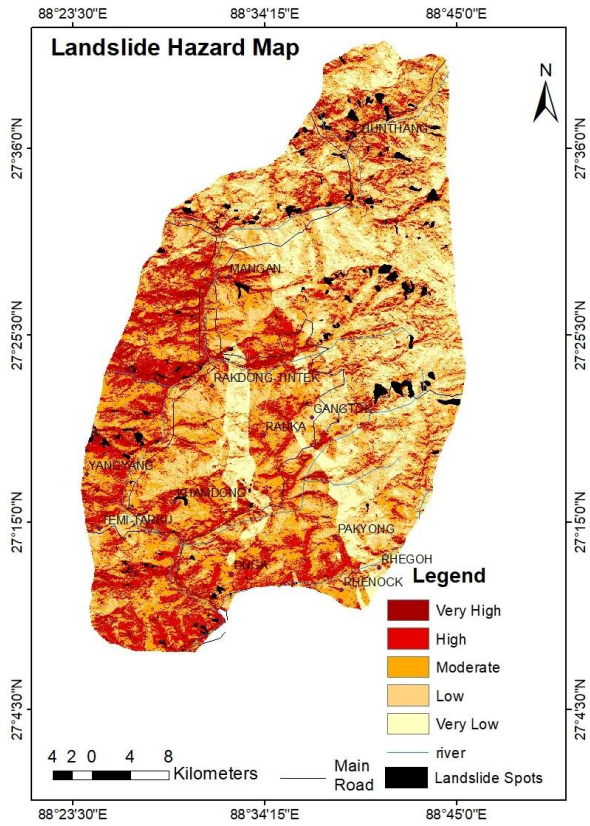 88°23'30"E 88°34'15"E 88°45'0"E
Landslide Hazard Map
N
27°36'0"N 27°36'0"N
CHUNTHANG
MANGAN
27°25'30"N 27°25'30"N
RAKDONG-TINTEK
GANGTOK
RANKA
YANGYANG
KHAMDONG
TEMI-TARKU
27°15'0"N 27°15'0"N
PAKYONG
RHEGOH
DUGA
RHENOCK
Legend
Very High
High
Moderate
Low
Very Low
river
Landslide Spots
27°4'30"N 27°4'30"N
4 2 0 4 8
Kilometers
Main
Road
88°23'30"E 88°34'15"E 88°45'0"E